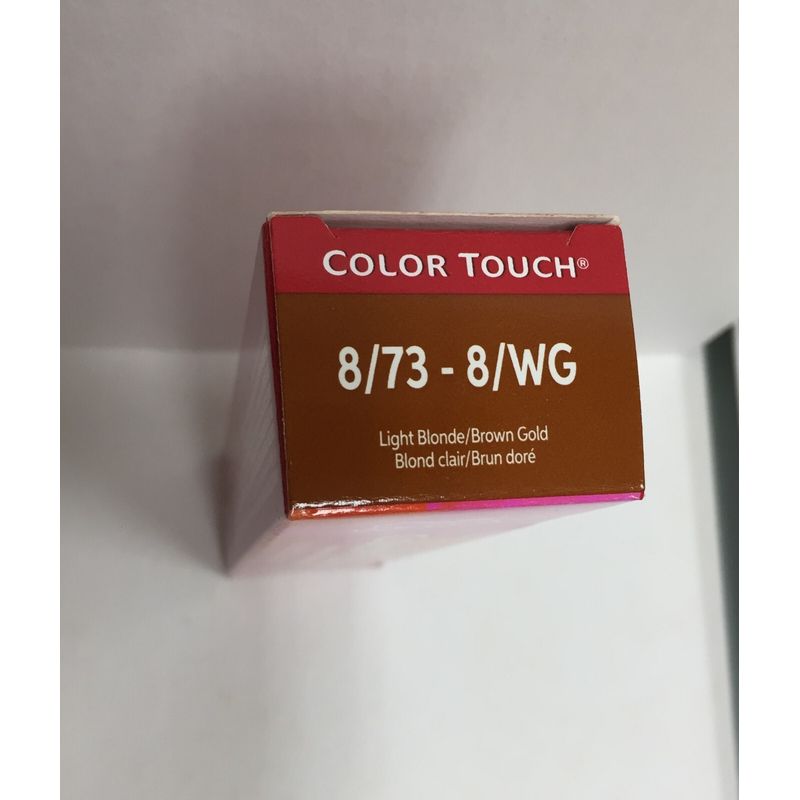 COLOR TOUCH®
8/73 - 8/WG
Light Blonde/Brown Gold
Blond clair/Brun doré